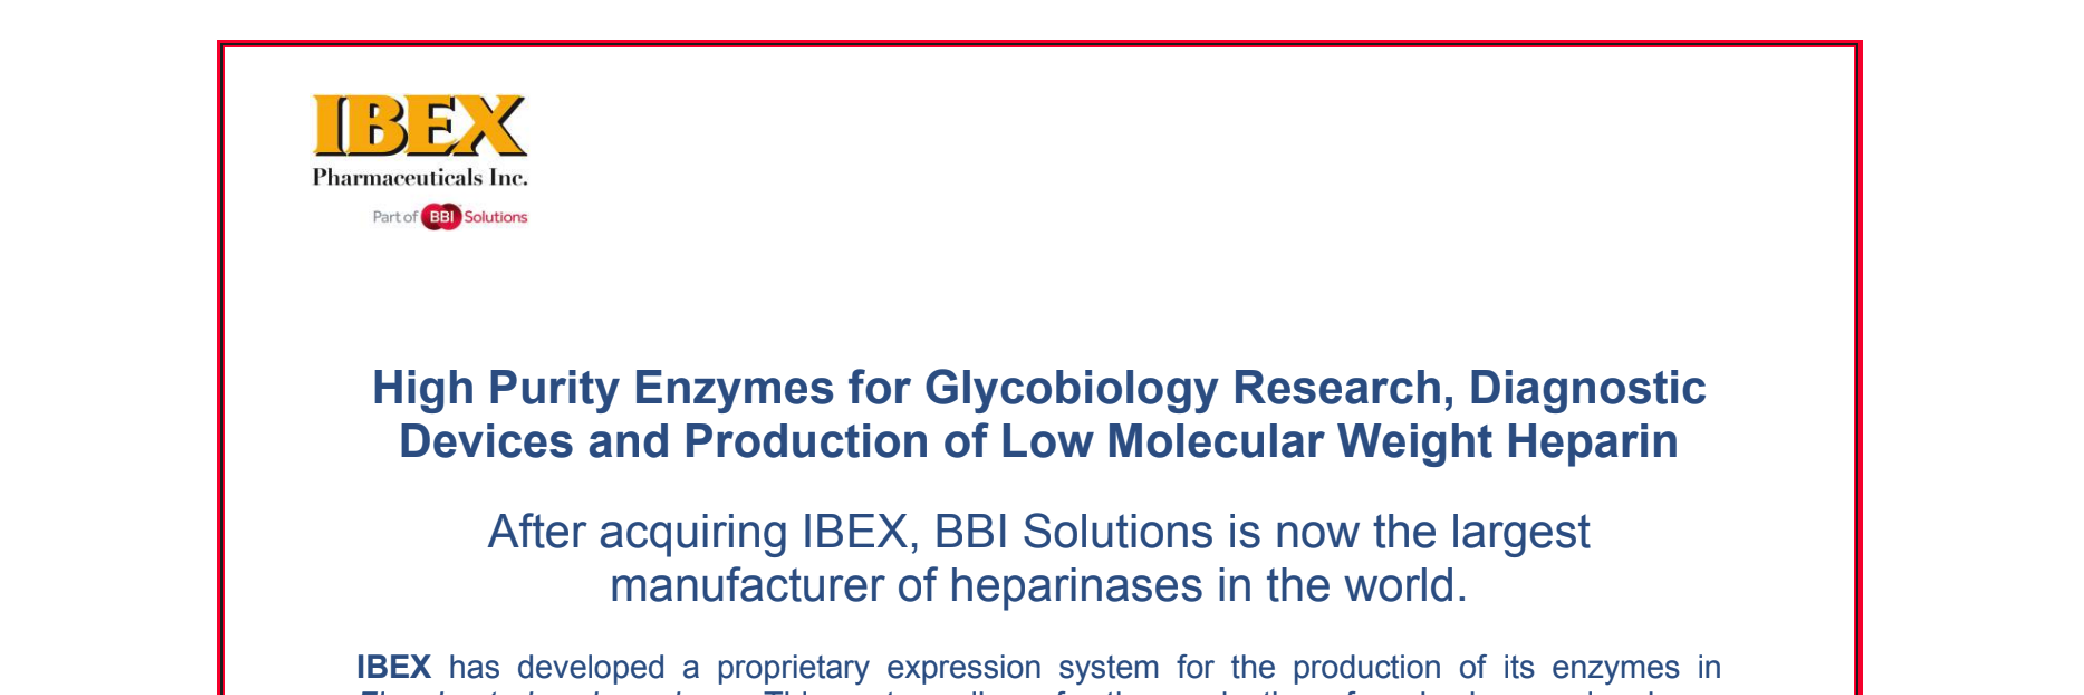 IBEX
Pharmaceuticals Inc.
Part of BBI Solutions
High Purity Enzymes for Glycobiology Research, Diagnostic
Devices and Production of Low Molecular Weight Heparin
After acquiring IBEX, BBI Solutions is now the largest
manufacturer of heparinases in the world.
IBEX has developed a proprietary expression system for the production of its enzymes in